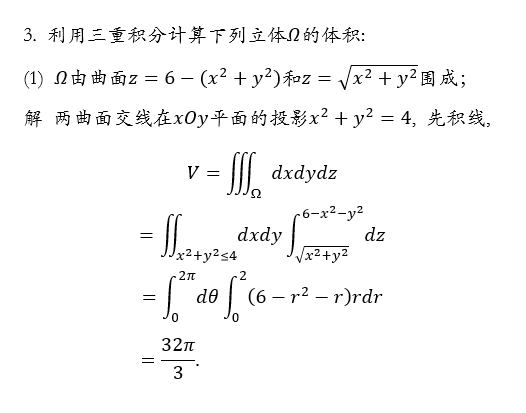 3. 利用三重积分计算下列立体Ω的体积:
(1) Ω由曲面z = 6 − (x² + y²)和z = √(x² + y²)围成;
解 两曲面交线在xOy平面的投影x² + y² = 4, 先积线,
V = ∭_Ω dxdydz
= ∬_{x²+y²≤4} dxdy ∫_{√(x²+y²)}^{6−x²−y²} dz
= ∫_0^{2π} dθ ∫_0^2 (6 − r² − r)rdr
= 32π/3.